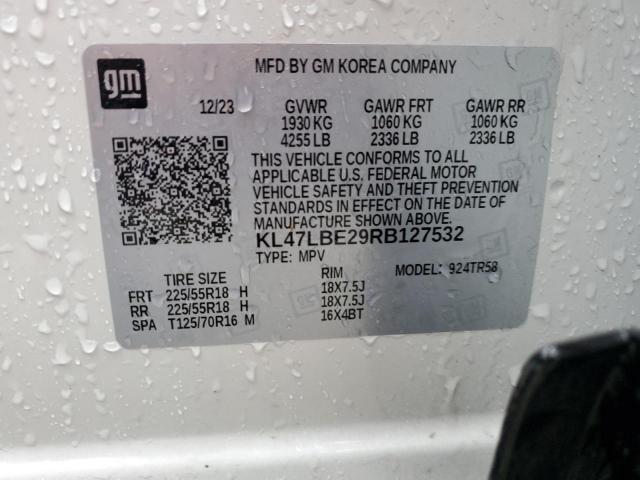 gm
MFD BY GM KOREA COMPANY
12/23 GVWR GAWR FRT GAWR RR
1930 KG 1060 KG 1060 KG
4255 LB 2336 LB 2336 LB
THIS VEHICLE CONFORMS TO ALL
APPLICABLE U.S. FEDERAL MOTOR
VEHICLE SAFETY AND THEFT PREVENTION
STANDARDS IN EFFECT ON THE DATE OF
MANUFACTURE SHOWN ABOVE.
KL47LBE29RB127532
TYPE: MPV MODEL: 924TR58
TIRE SIZE RIM
FRT 225/55R18 H 18X7.5J
RR 225/55R18 H 18X7.5J
SPA T125/70R16 M 16X4BT